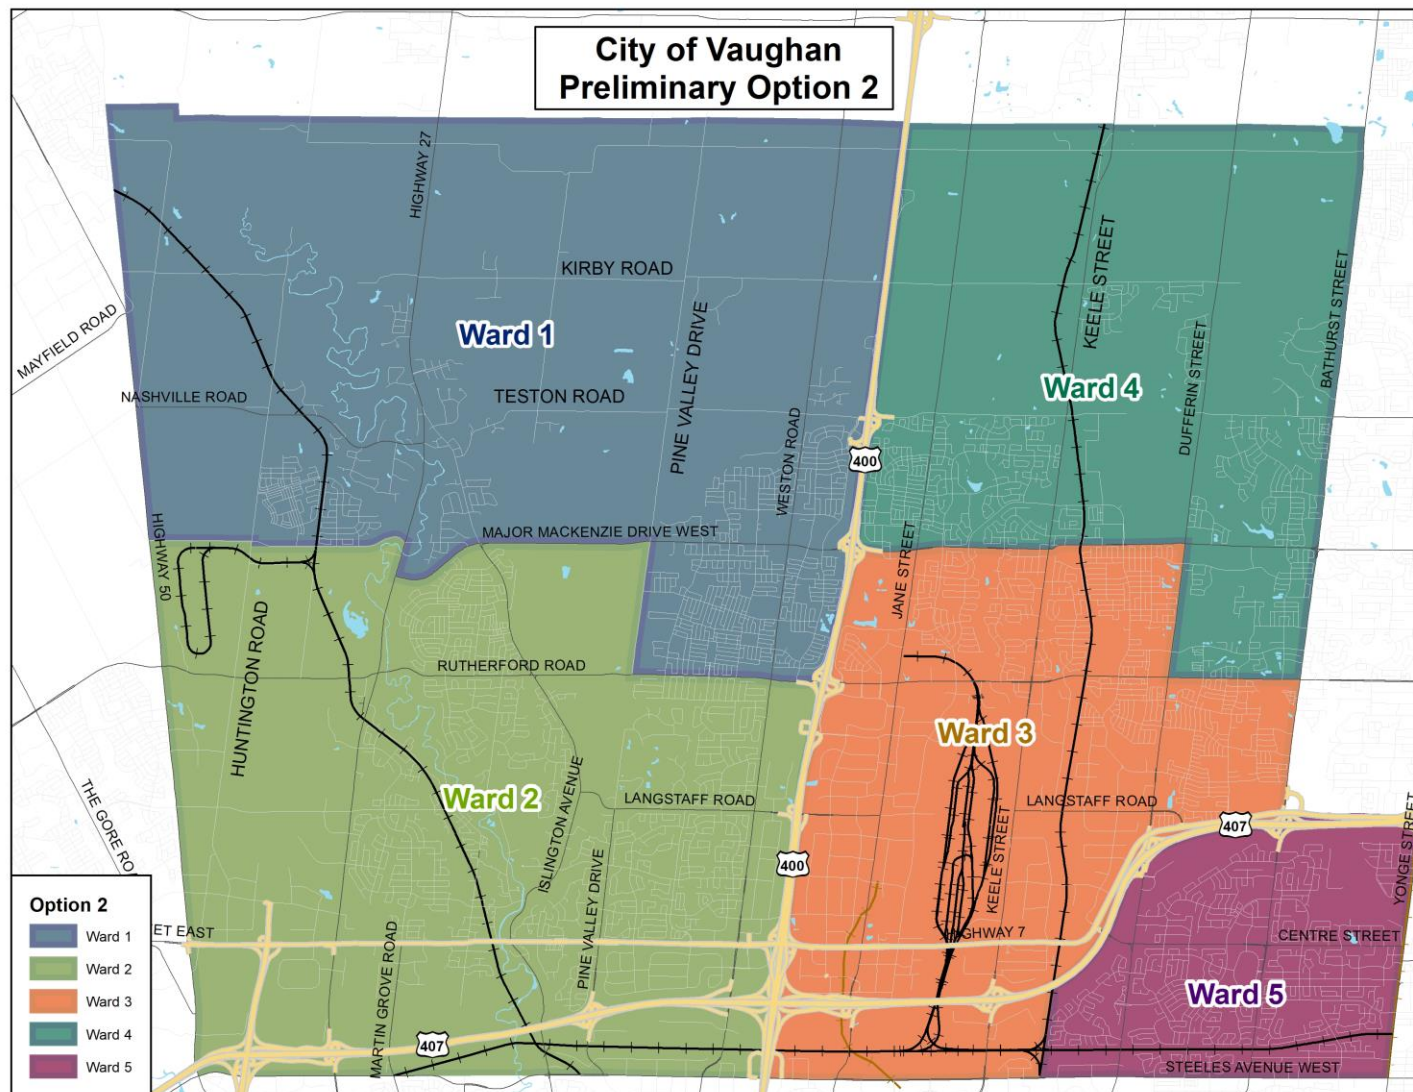 City of Vaughan
Preliminary Option 2
HIGHWAY 27
KIRBY ROAD
KEELE STREET
BATHURST STREET
MAYFIELD ROAD
Ward 1
PINE VALLEY DRIVE
DUFFERIN STREET
Ward 4
NASHVILLE ROAD
TESTON ROAD
WESTON ROAD
400
MAJOR MACKENZIE DRIVE WEST
HIGHWAY 50
JANE STREET
HUNTINGTON ROAD
RUTHERFORD ROAD
Ward 3
Ward 2
ISLINGTON AVENUE
LANGSTAFF ROAD
LANGSTAFF ROAD
407
THE GORE RO
400
KEELE STREET
YONGE STREET
PINE VALLEY DRIVE
ET EAST
HIGHWAY 7
CENTRE STREET
MARTIN GROVE ROAD
Ward 5
407
STEELES AVENUE WEST
Option 2
Ward 1
Ward 2
Ward 3
Ward 4
Ward 5